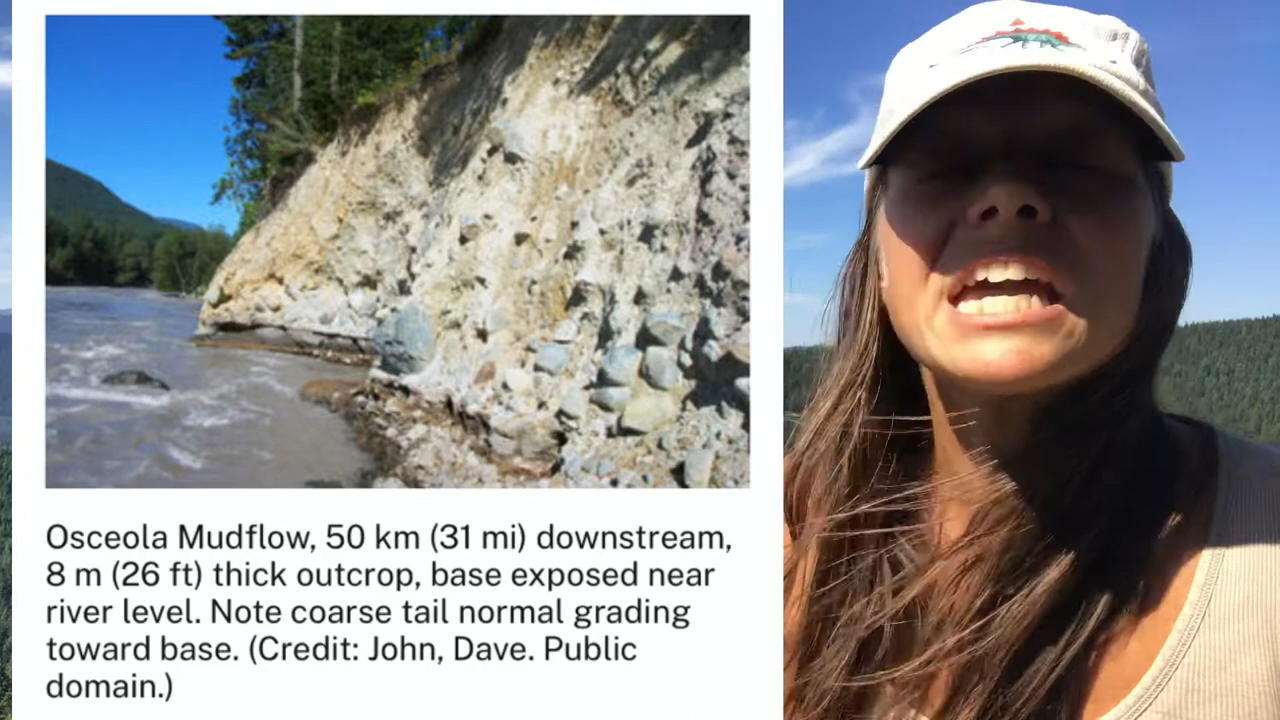 Osceola Mudflow, 50 km (31 mi) downstream,
8 m (26 ft) thick outcrop, base exposed near
river level. Note coarse tail normal grading
toward base. (Credit: John, Dave. Public
domain.)